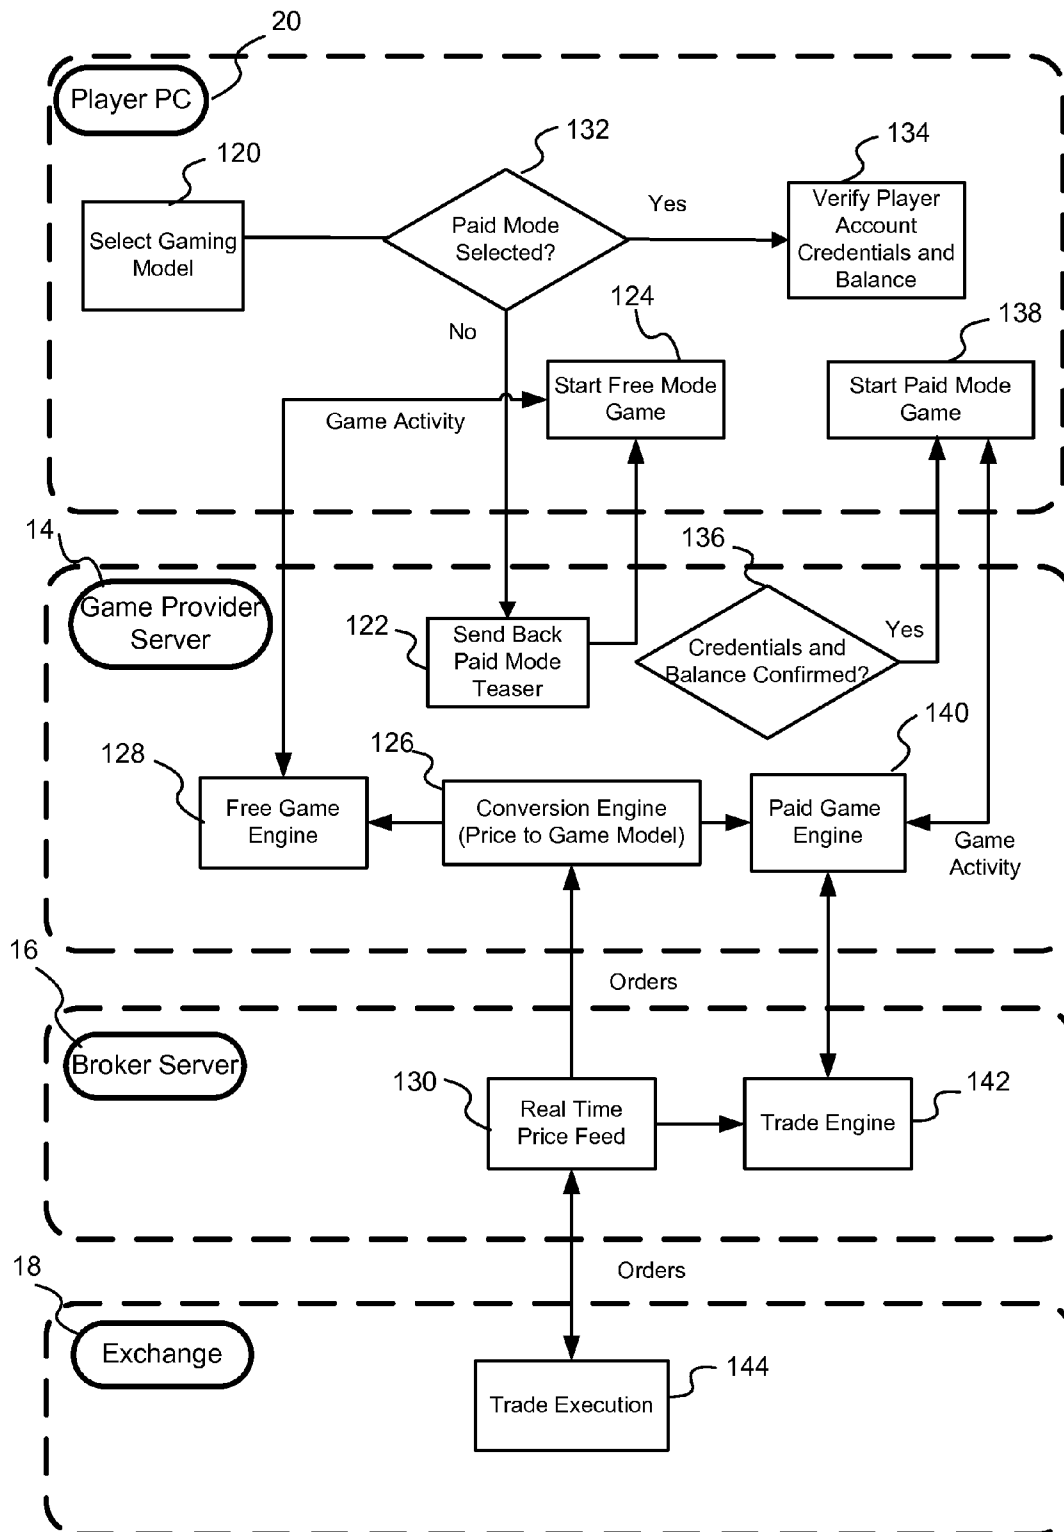 20
Player PC
132
134
120
Yes
Verify Player
Account
Credentials and
Balance
Paid Mode
Selected?
Select Gaming
Model
124
138
No
Start Free Mode
Game
Start Paid Mode
Game
Game Activity
14
136
Game Provider
Server
122
Send Back
Paid Mode
Teaser
Yes
Credentials and
Balance Confirmed?
140
126
128
Free Game
Engine
Conversion Engine
(Price to Game Model)
Paid Game
Engine
Game
Activity
16
Orders
Broker Server
130
142
Real Time
Price Feed
Trade Engine
18
Orders
Exchange
144
Trade Execution